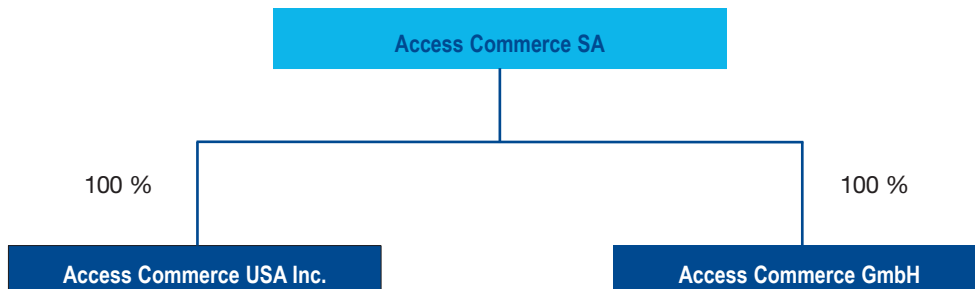 Access Commerce SA
100 %
100 %
Access Commerce USA Inc.
Access Commerce GmbH